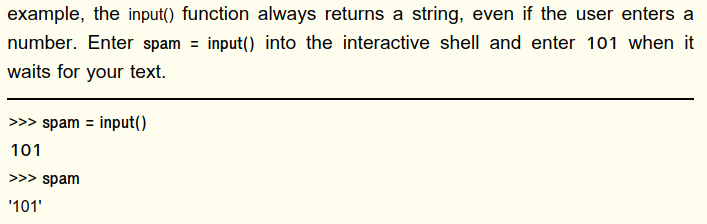 example, the input() function always returns a string, even if the user enters a
number. Enter spam = input() into the interactive shell and enter 101 when it
waits for your text.
>>> spam = input()
101
>>> spam
'101'